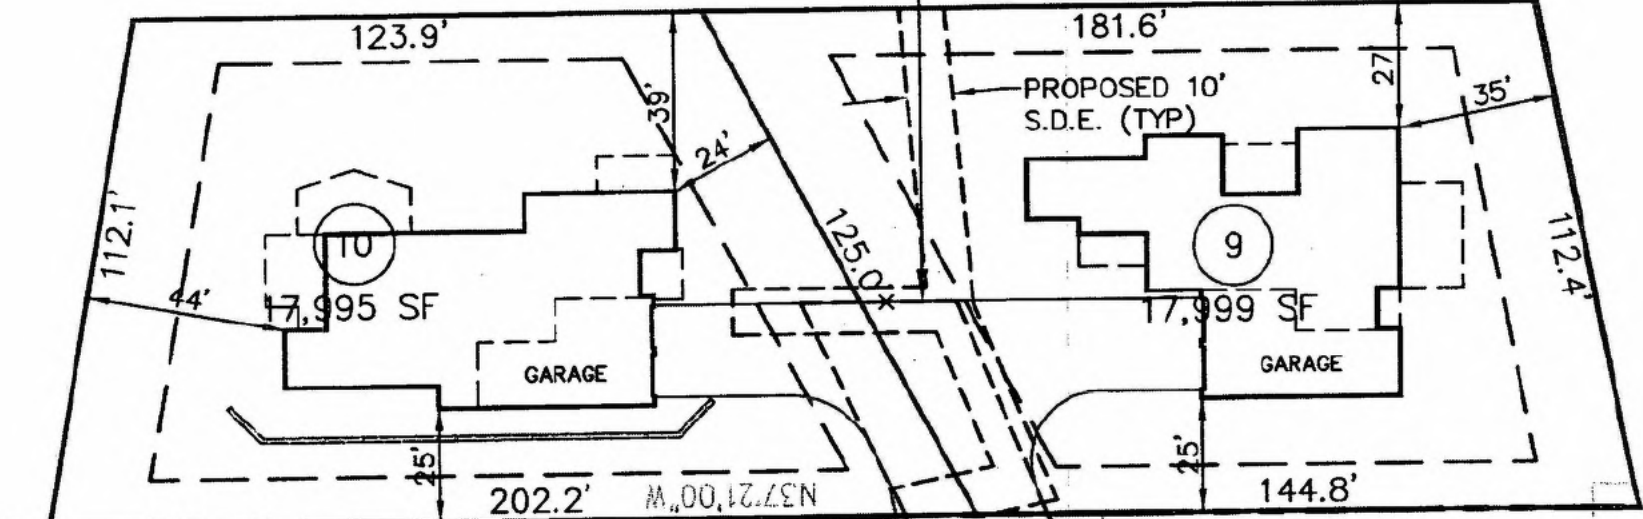 123.9'
181.6'
39'
27'
PROPOSED 10'
S.D.E. (TYP)
35'
24'
112.1'
10
125.0'
9
112.4'
44'
17,995 SF
17,999 SF
GARAGE
GARAGE
25'
25'
202.2'
N37°21'00"W
144.8'